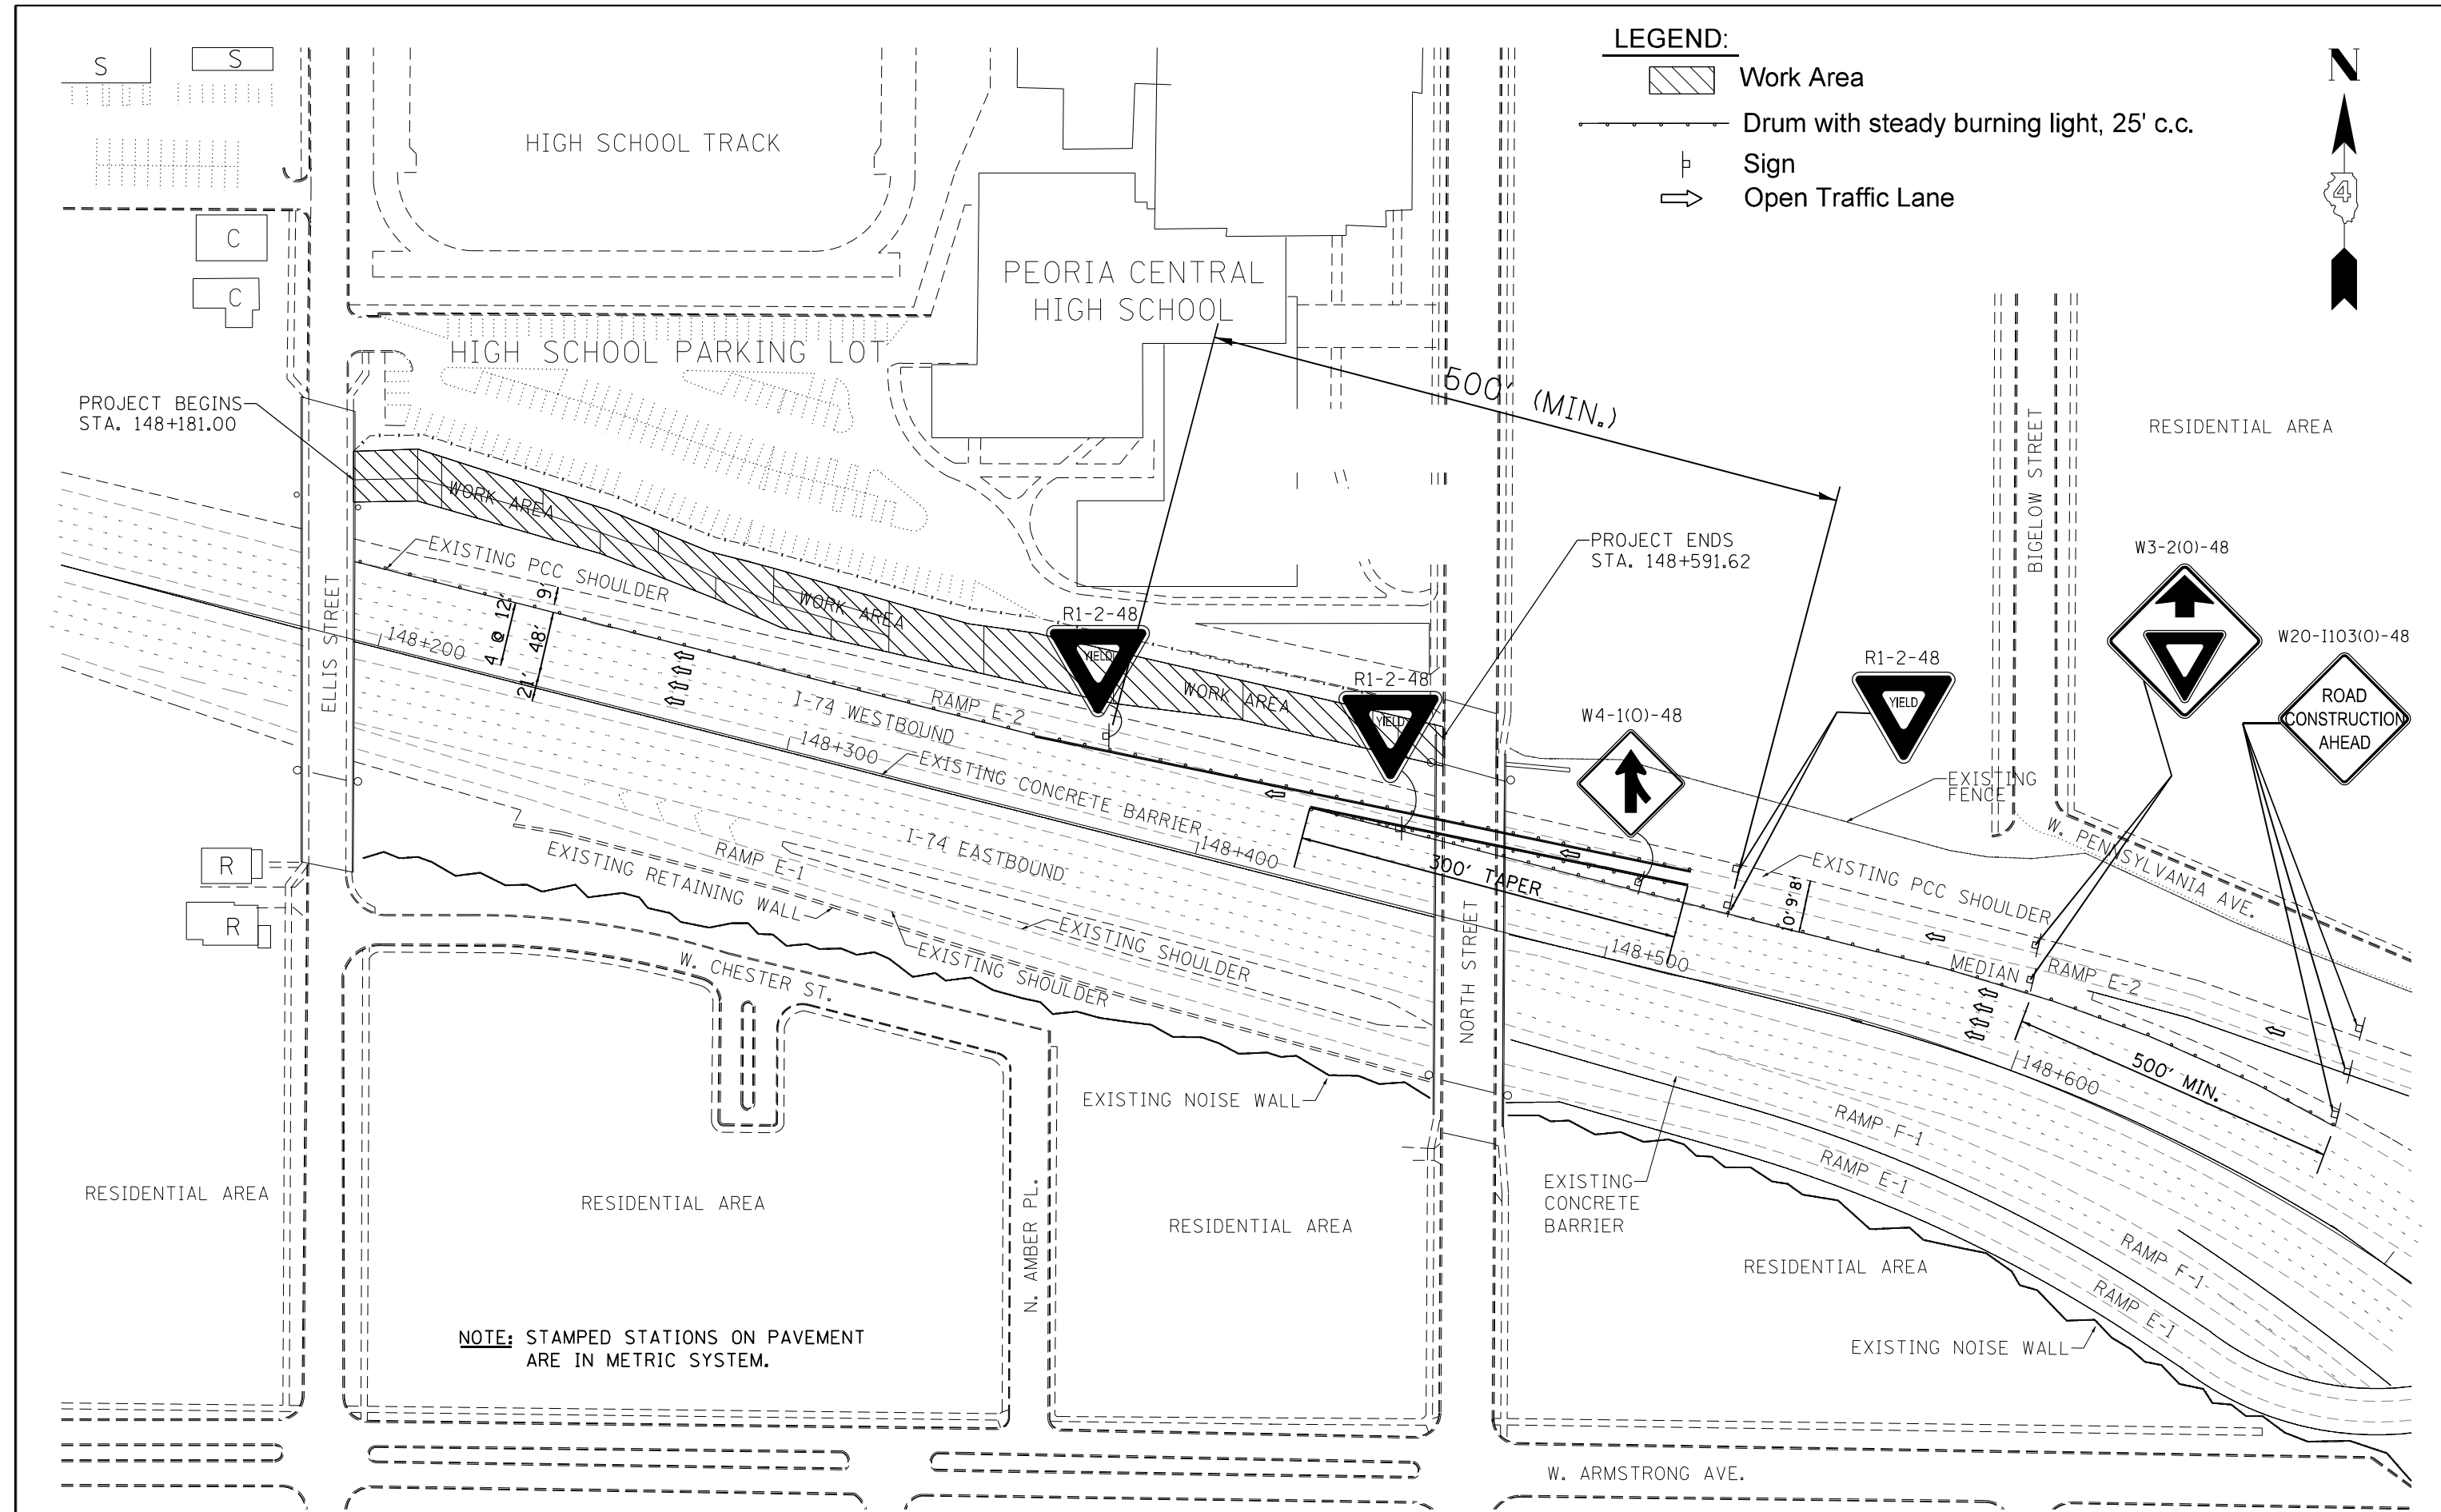 LEGEND:
Work Area
Drum with steady burning light, 25' c.c.
Sign
Open Traffic Lane
N
4
S
S
C
C
HIGH SCHOOL TRACK
PEORIA CENTRAL
HIGH SCHOOL
HIGH SCHOOL PARKING LOT
500' (MIN.)
PROJECT BEGINS
STA. 148+181.00
RESIDENTIAL AREA
BIGELOW STREET
PROJECT ENDS
STA. 148+591.62
WORK AREA
WORK AREA
WORK AREA
EXISTING PCC SHOULDER
ELLIS STREET
4 @ 12'
9'
48'
21'
148+200
R1-2-48
YIELD
R1-2-48
YIELD
W4-1(O)-48
R1-2-48
YIELD
W3-2(O)-48
W20-I103(O)-48
ROAD
CONSTRUCTION
AHEAD
RAMP E-2
I-74 WESTBOUND
148+300
EXISTING CONCRETE BARRIER
148+400
300' TAPER
I-74 EASTBOUND
RAMP E-1
EXISTING RETAINING WALL
EXISTING SHOULDER
EXISTING SHOULDER
EXISTING
FENCE
W. PENNSYLVANIA AVE.
EXISTING PCC SHOULDER
148+500
MEDIAN
RAMP E-2
148+600
500' MIN.
NORTH STREET
R
R
W. CHESTER ST.
EXISTING NOISE WALL
RAMP F-1
RAMP E-1
EXISTING
CONCRETE
BARRIER
RESIDENTIAL AREA
RESIDENTIAL AREA
N. AMBER PL.
RESIDENTIAL AREA
RESIDENTIAL AREA
RAMP F-1
RAMP E-1
EXISTING NOISE WALL
NOTE: STAMPED STATIONS ON PAVEMENT
ARE IN METRIC SYSTEM.
W. ARMSTRONG AVE.